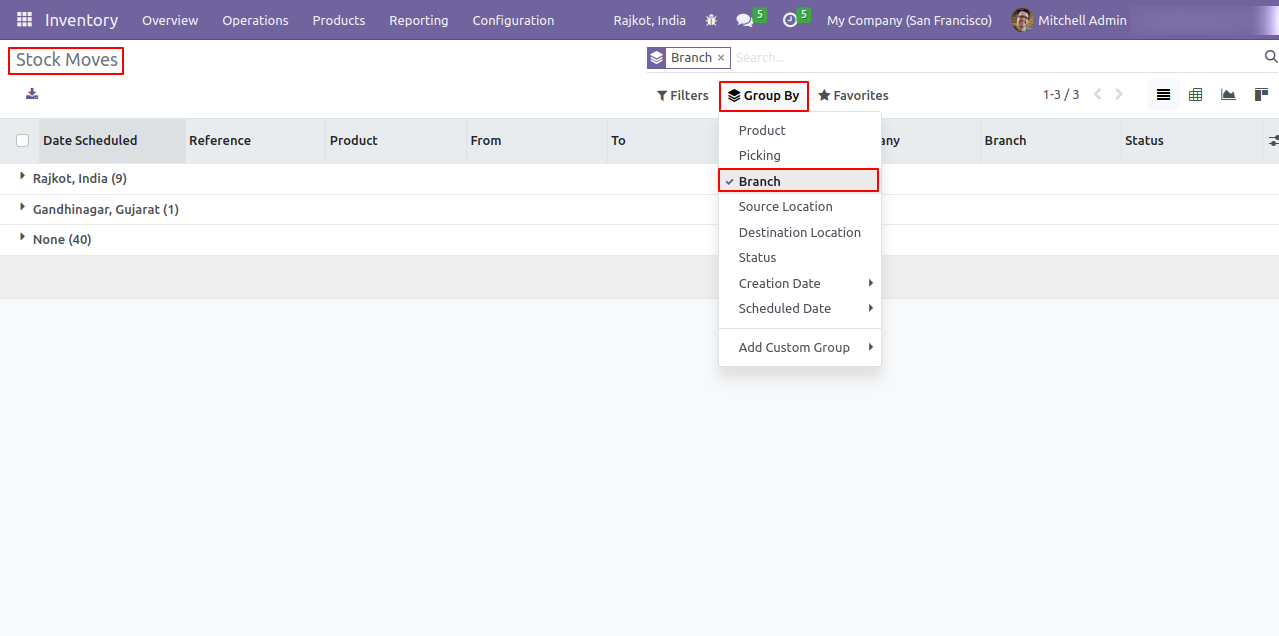 Inventory Overview Operations Products Reporting Configuration Rajkot, India 5 5 My Company (San Francisco) Mitchell Admin
Stock Moves Branch × Search...
Filters Group By Favorites 1-3 / 3
Date Scheduled Reference Product From To any Branch Status
Product
Picking
Branch
Source Location
Destination Location
Status
Creation Date
Scheduled Date
Add Custom Group
Rajkot, India (9)
Gandhinagar, Gujarat (1)
None (40)